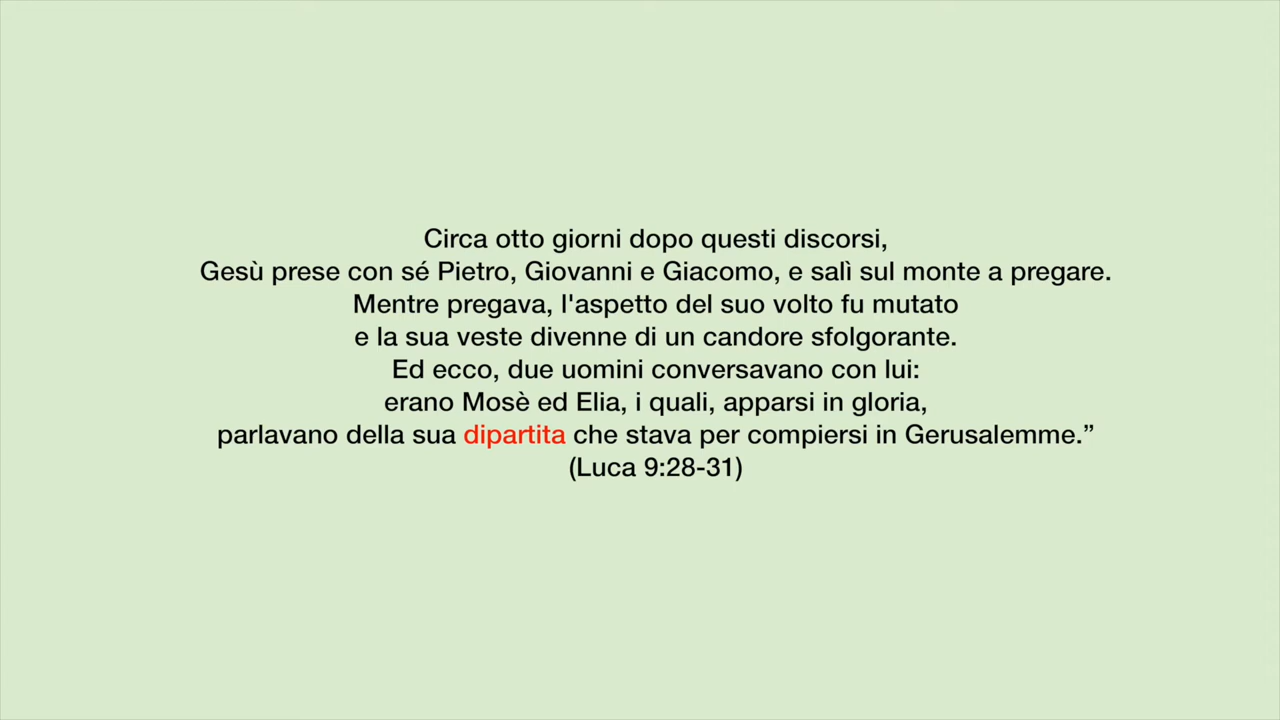 Circa otto giorni dopo questi discorsi,
Gesù prese con sé Pietro, Giovanni e Giacomo, e salì sul monte a pregare.
Mentre pregava, l'aspetto del suo volto fu mutato
e la sua veste divenne di un candore sfolgorante.
Ed ecco, due uomini conversavano con lui:
erano Mosè ed Elia, i quali, apparsi in gloria,
parlavano della sua dipartita che stava per compiersi in Gerusalemme.”
(Luca 9:28-31)